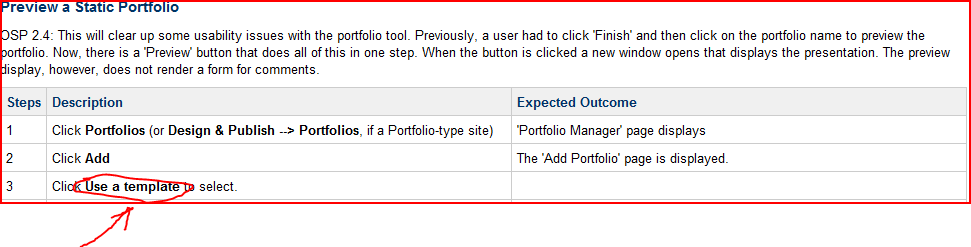 Preview a Static Portfolio
OSP 2.4: This will clear up some usability issues with the portfolio tool. Previously, a user had to click 'Finish' and then click on the portfolio name to preview the
portfolio. Now, there is a 'Preview' button that does all of this in one step. When the button is clicked a new window opens that displays the presentation. The preview
display, however, does not render a form for comments.
Steps Description Expected Outcome
1 Click Portfolios (or Design & Publish --> Portfolios, if a Portfolio-type site) 'Portfolio Manager' page displays
2 Click Add The 'Add Portfolio' page is displayed.
3 Click Use a template to select.